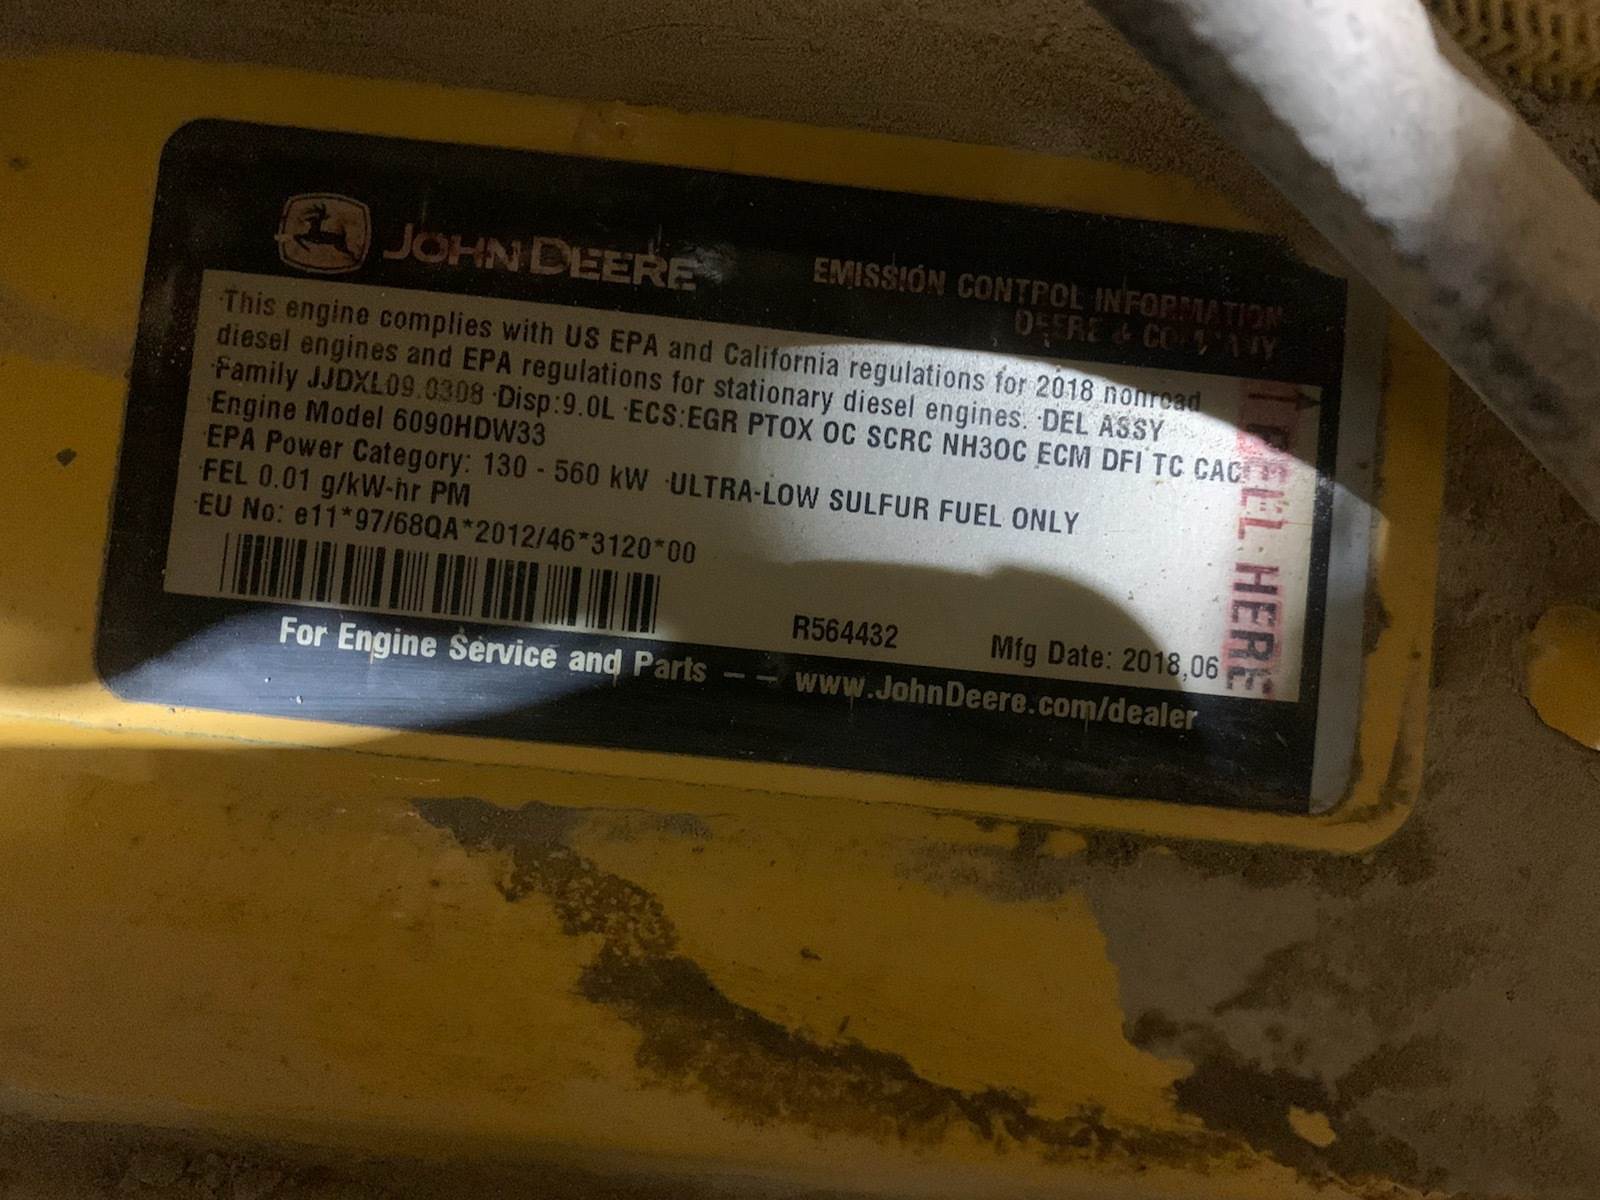 JOHN DEERE
EMISSION CONTROL INFORMATION
DEERE & COMPANY
·This engine complies with US EPA and California regulations for 2018 nonroad
diesel engines and EPA regulations for stationary diesel engines. ·DEL ASSY
·Family JJDXL09.0308 ·Disp:9.0L ·ECS:EGR PTOX OC SCRC NH3OC ECM DFI TC CAC
·Engine Model 6090HDW33
·EPA Power Category: 130 - 560 kW ·ULTRA-LOW SULFUR FUEL ONLY
·FEL 0.01 g/kW-hr PM
·EU No: e11*97/68QA*2012/46*3120*00
R564432 Mfg Date: 2018,06
For Engine Service and Parts – – www.JohnDeere.com/dealer
HERE